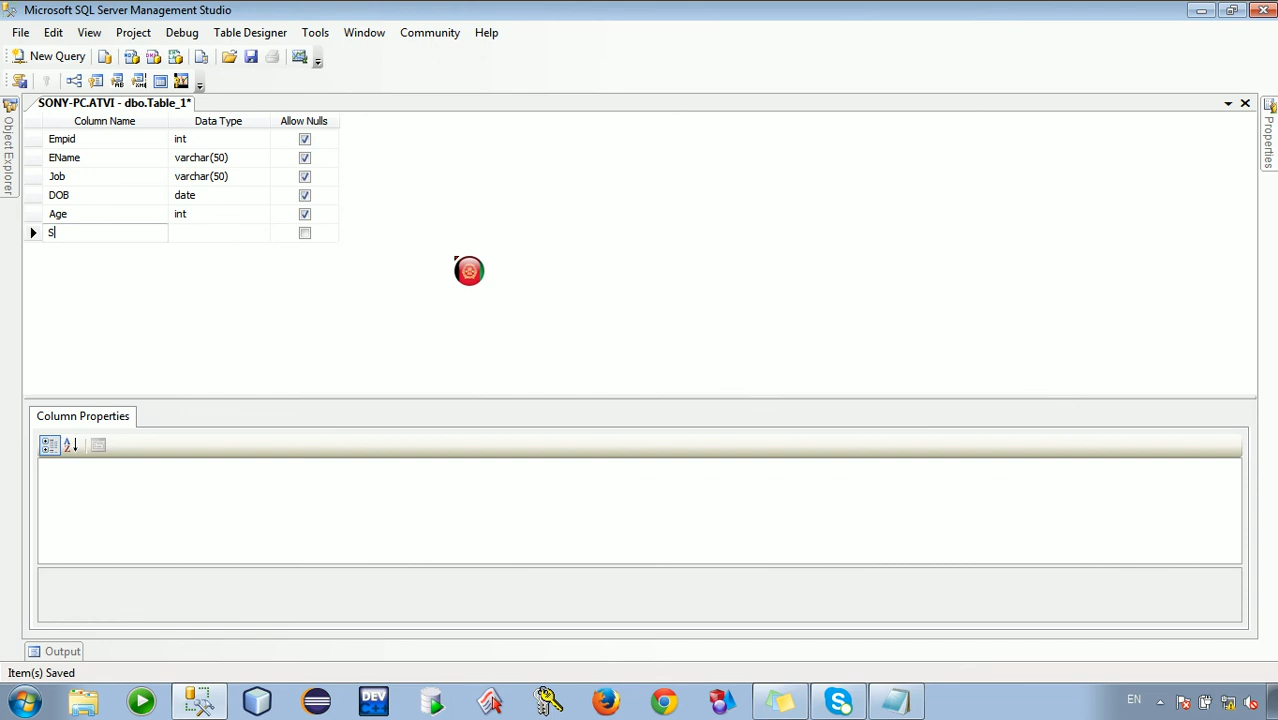 Microsoft SQL Server Management Studio
File Edit View Project Debug Table Designer Tools Window Community Help
New Query
SONY-PC.ATVI - dbo.Table_1*
Column Name Data Type Allow Nulls
Empid int
EName varchar(50)
Job varchar(50)
DOB date
Age int
S
Object Explorer
Properties
Column Properties
Output
Item(s) Saved
DEV
EN